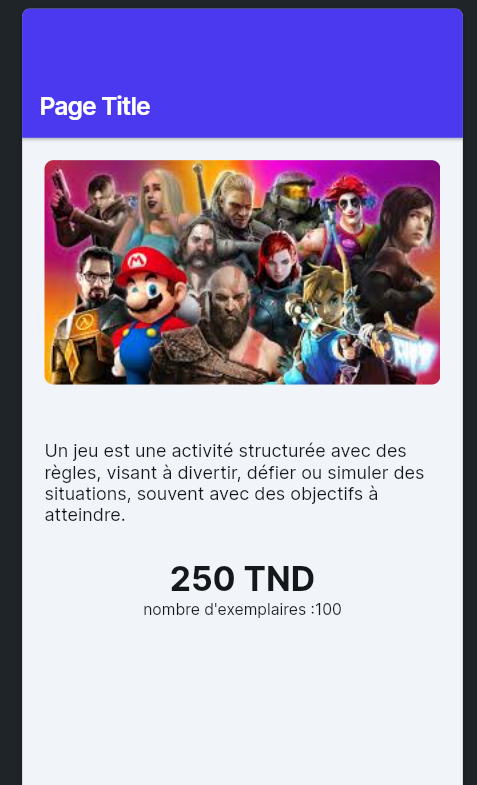 Page Title
Un jeu est une activité structurée avec des
règles, visant à divertir, défier ou simuler des
situations, souvent avec des objectifs à
atteindre.
250 TND
nombre d'exemplaires :100